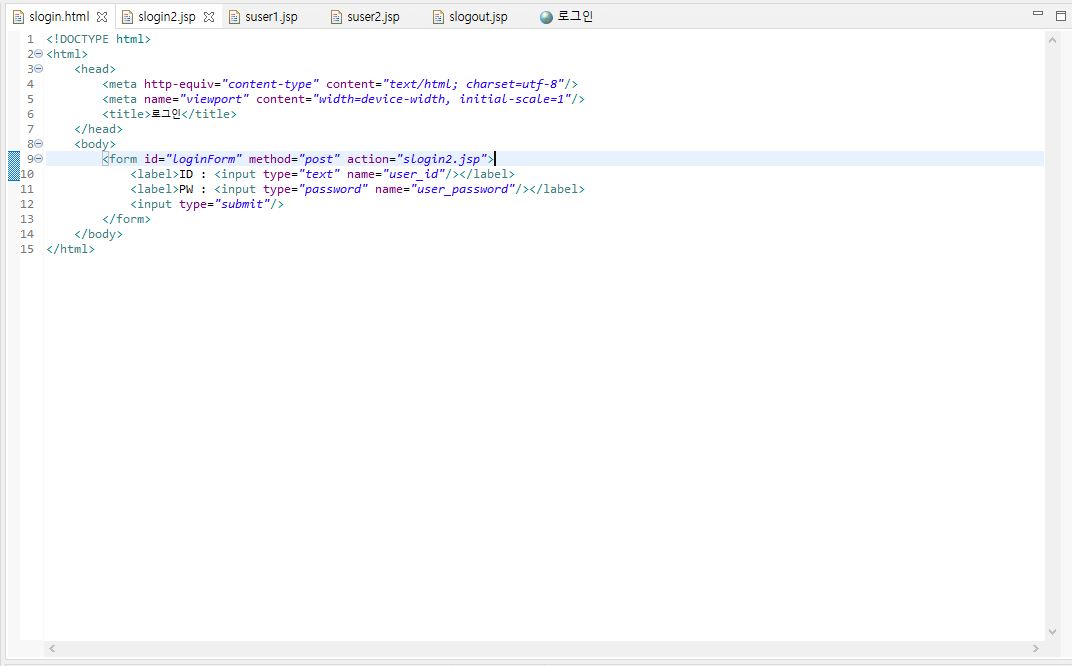 slogin.html slogin2.jsp suser1.jsp suser2.jsp slogout.jsp 로그인
1 <!DOCTYPE html>
2 <html>
3 <head>
4 <meta http-equiv="content-type" content="text/html; charset=utf-8"/>
5 <meta name="viewport" content="width=device-width, initial-scale=1"/>
6 <title>로그인</title>
7 </head>
8 <body>
9 <form id="loginForm" method="post" action="slogin2.jsp">
10 <label>ID : <input type="text" name="user_id"/></label>
11 <label>PW : <input type="password" name="user_password"/></label>
12 <input type="submit"/>
13 </form>
14 </body>
15 </html>